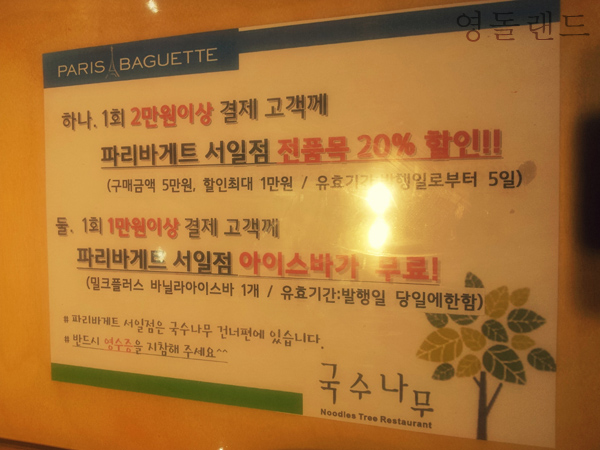 영돌랜드
PARIS BAGUETTE
하나. 1회 2만원이상 결제 고객께
파리바게트 서일점 전품목 20% 할인!!
(구매금액 5만원, 할인최대 1만원 / 유효기간:발행일로부터 5일)
둘. 1회 1만원이상 결제 고객께
파리바게트 서일점 아이스바가 무료!
(밀크플러스 바닐라아이스바 1개 / 유효기간:발행일 당일에한함)
# 파리바게트 서일점은 국수나무 건너편에 있습니다.
# 반드시 영수증을 지참해 주세요^^
국수나무
Noodles Tree Restaurant